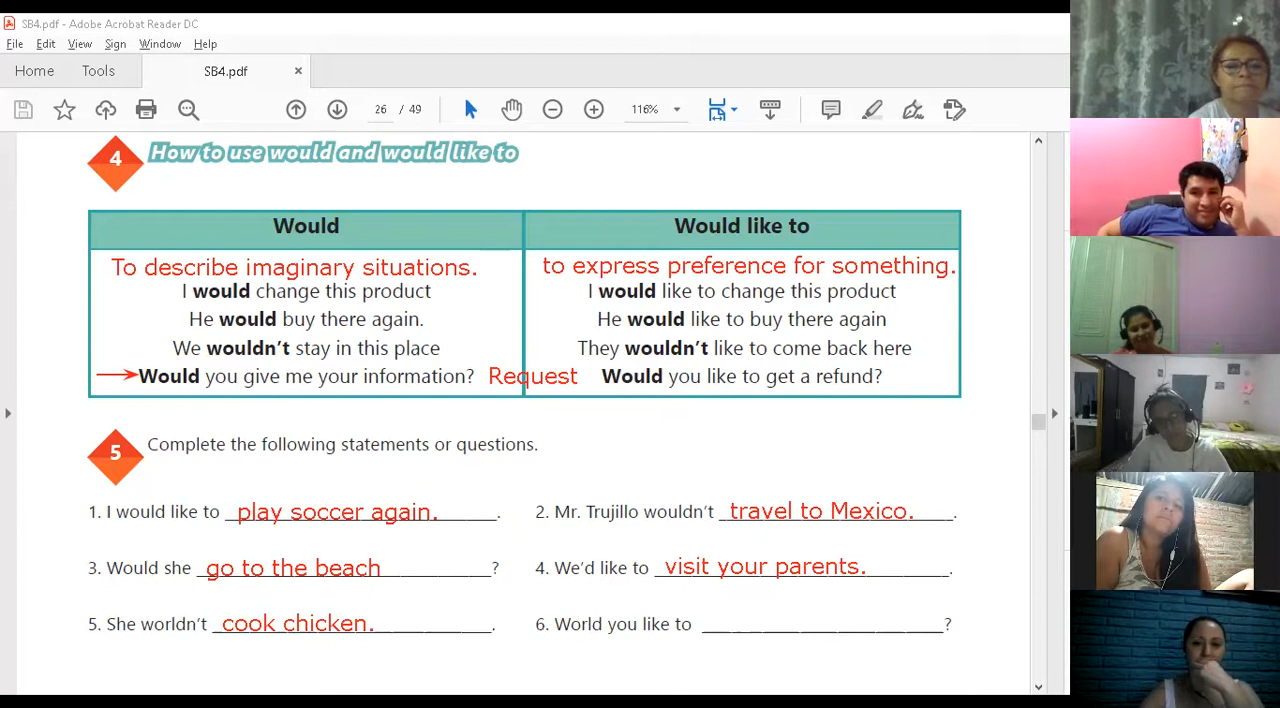 SB4.pdf - Adobe Acrobat Reader DC
File Edit View Sign Window Help
Home Tools SB4.pdf ×
26 / 49 116%
4 How to use would and would like to
Would Would like to
To describe imaginary situations. to express preference for something.
I would change this product I would like to change this product
He would buy there again. He would like to buy there again
We wouldn't stay in this place They wouldn't like to come back here
Would you give me your information? Request Would you like to get a refund?
5 Complete the following statements or questions.
1. I would like to play soccer again. . 2. Mr. Trujillo wouldn't travel to Mexico. .
3. Would she go to the beach ? 4. We'd like to visit your parents. .
5. She worldn't cook chicken. . 6. World you like to ?